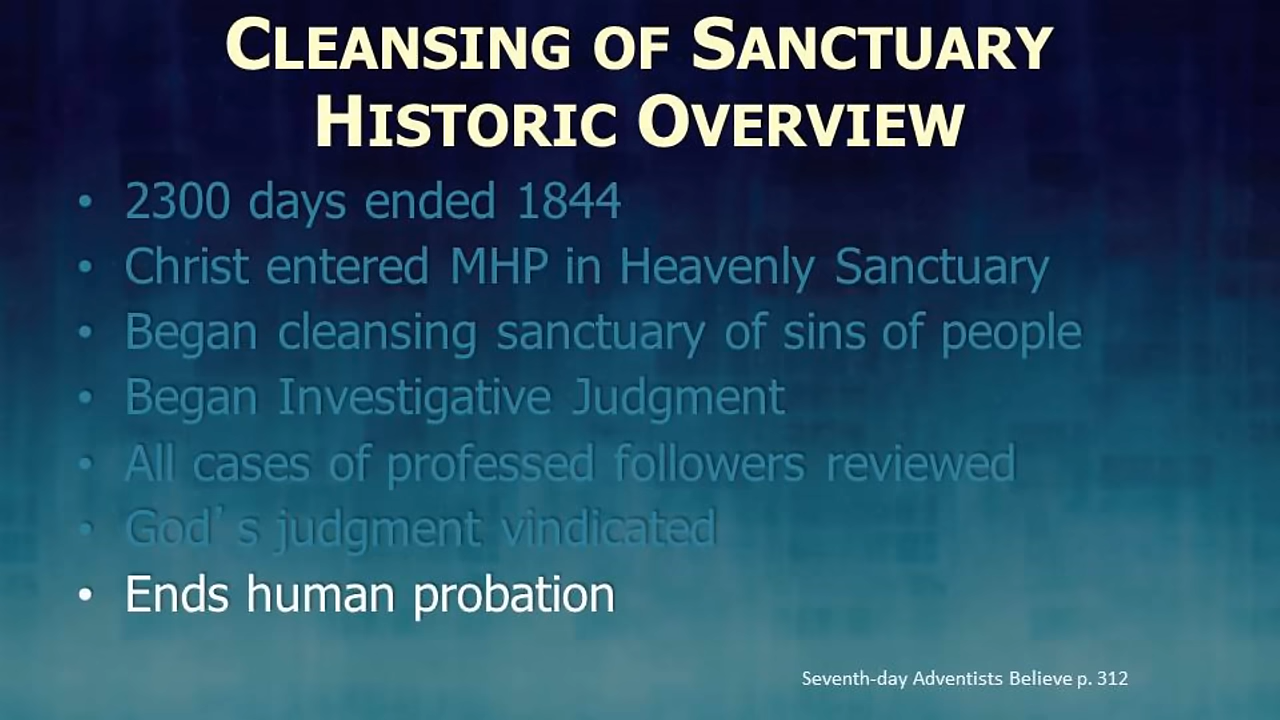 CLEANSING OF SANCTUARY
HISTORIC OVERVIEW
• 2300 days ended 1844
• Christ entered MHP in Heavenly Sanctuary
• Began cleansing sanctuary of sins of people
• Began Investigative Judgment
• All cases of professed followers reviewed
• God’s judgment vindicated
• Ends human probation
Seventh-day Adventists Believe p. 312